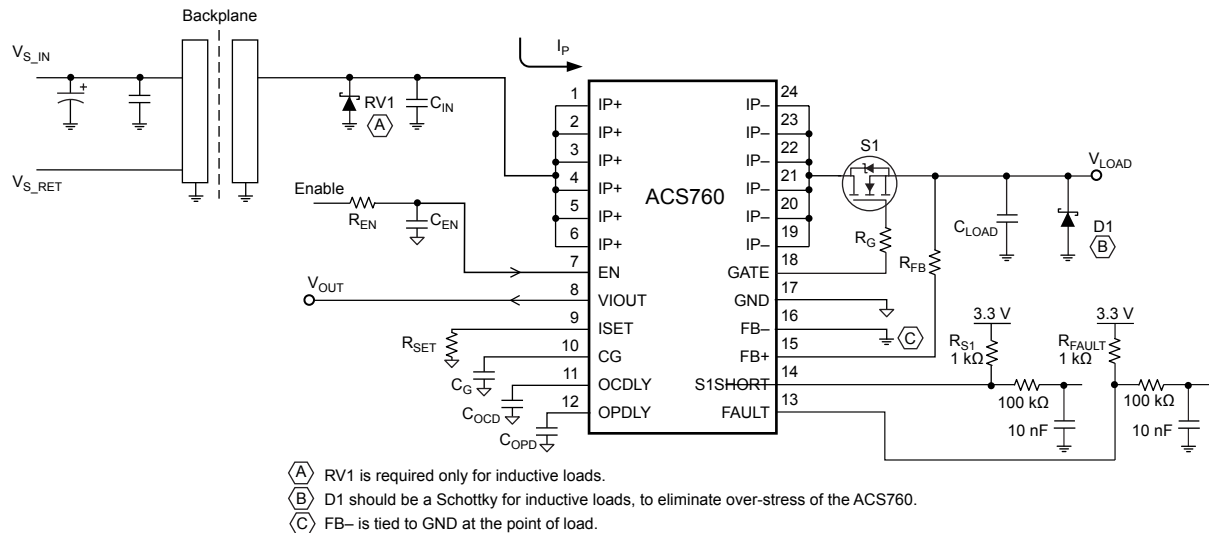 Backplane
V_S_IN
+
V_S_RET
I_P
RV1
A
C_IN
Enable
R_EN
C_EN
V_OUT
R_SET
C_G
C_OCD
C_OPD
ACS760
1 IP+
2 IP+
3 IP+
4 IP+
5 IP+
6 IP+
7 EN
8 VIOUT
9 ISET
10 CG
11 OCDLY
12 OPDLY
24 IP–
23 IP–
22 IP–
21 IP–
20 IP–
19 IP–
18 GATE
17 GND
16 FB–
15 FB+
14 S1SHORT
13 FAULT
S1
R_G
R_FB
C_LOAD
V_LOAD
D1
B
C
3.3 V
R_S1
1 kΩ
100 kΩ
10 nF
3.3 V
R_FAULT
1 kΩ
100 kΩ
10 nF
A RV1 is required only for inductive loads.
B D1 should be a Schottky for inductive loads, to eliminate over-stress of the ACS760.
C FB– is tied to GND at the point of load.